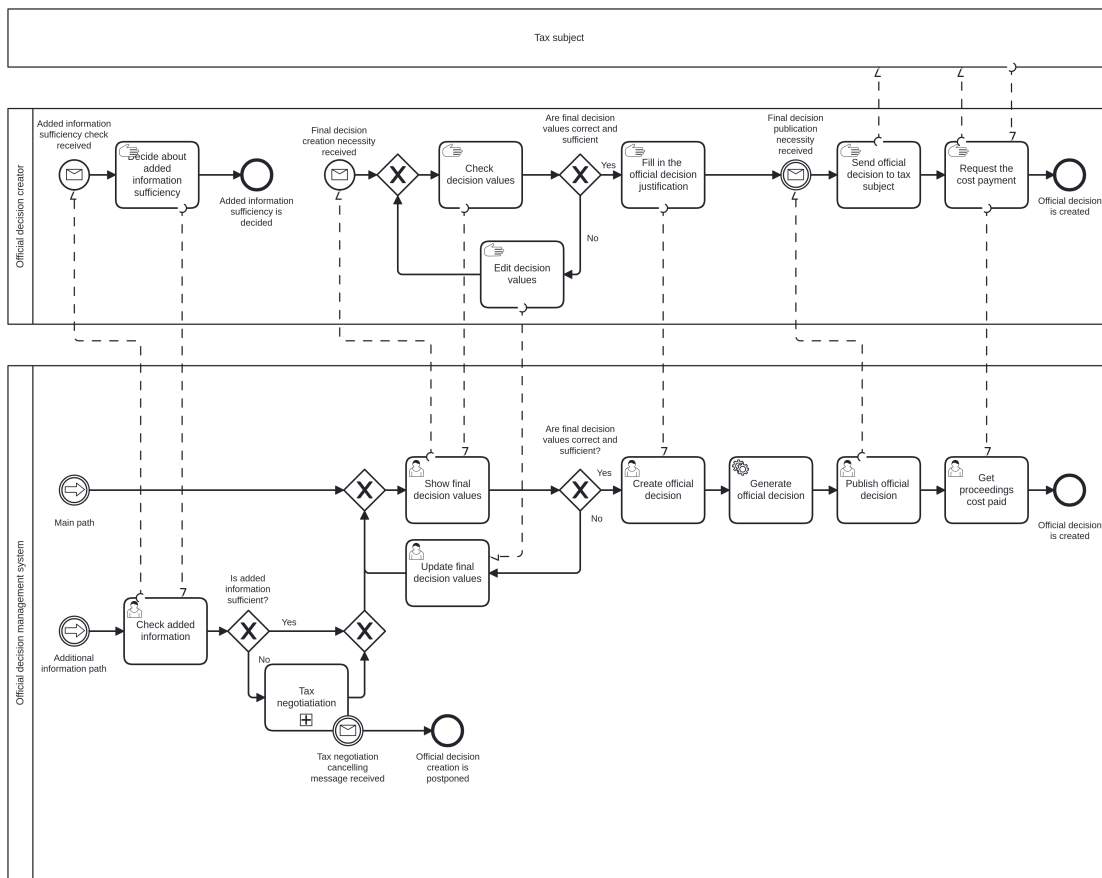 Tax subject
Official decision creator
Added information
sufficiency check
received
Decide about
added
information
sufficiency
Added information
sufficiency is
decided
Final decision
creation necessity
received
Check
decision values
Are final decision
values correct and
sufficient
Yes
No
Edit decision
values
Fill in the
official decision
justification
Final decision
publication
necessity
received
Send official
decision to tax
subject
Request the
cost payment
Official decision
is created
Official decision management system
Main path
Show final
decision values
Are final decision
values correct and
sufficient?
Yes
No
Update final
decision values
Create official
decision
Generate
official decision
Publish official
decision
Get
proceedings
cost paid
Official decision
is created
Additional
information path
Check added
information
Is added
information
sufficient?
Yes
No
Tax
negotiatiation
Tax negotiation
cancelling
message received
Official decision
creation is
postponed